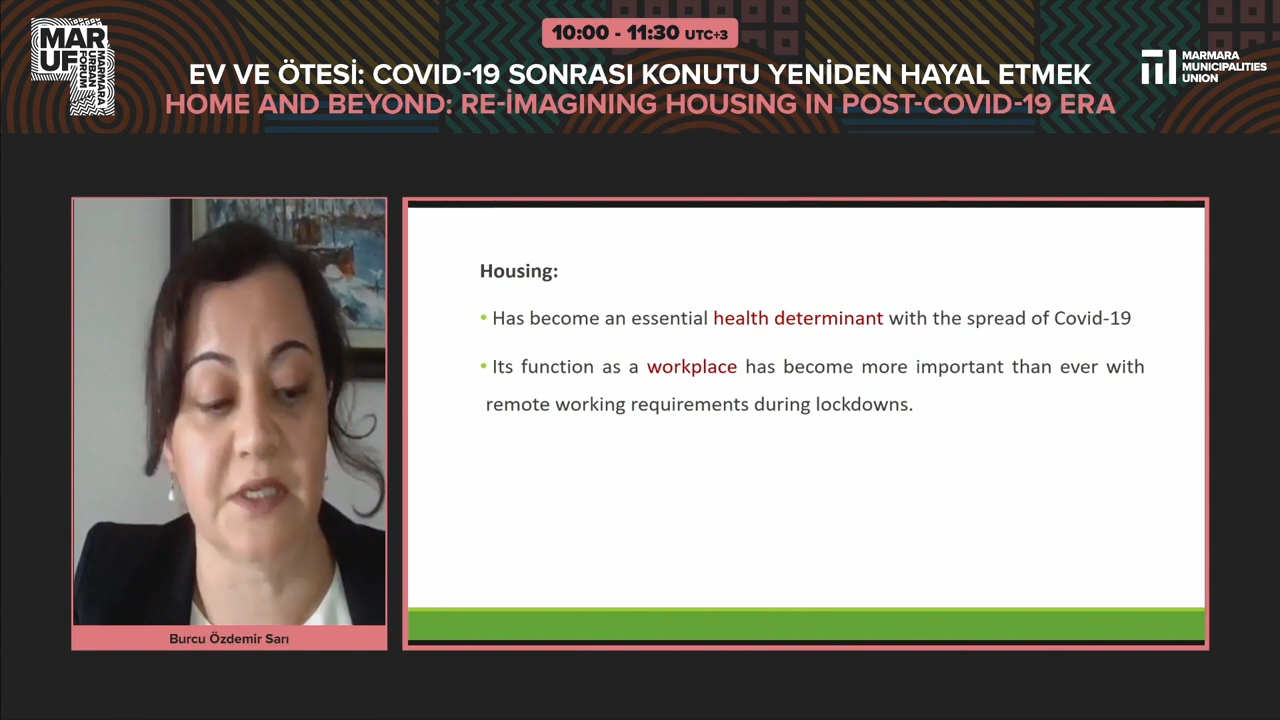 MAR
UF
MARMARA
URBAN
FORUM
10:00 - 11:30 UTC+3
EV VE ÖTESİ: COVID-19 SONRASI KONUTU YENİDEN HAYAL ETMEK
HOME AND BEYOND: RE-İMAGINING HOUSING IN POST-COVID-19 ERA
MARMARA
MUNICIPALITIES
UNION
Housing:
• Has become an essential health determinant with the spread of Covid-19
• Its function as a workplace has become more important than ever with
remote working requirements during lockdowns.
Burcu Özdemir Sarı